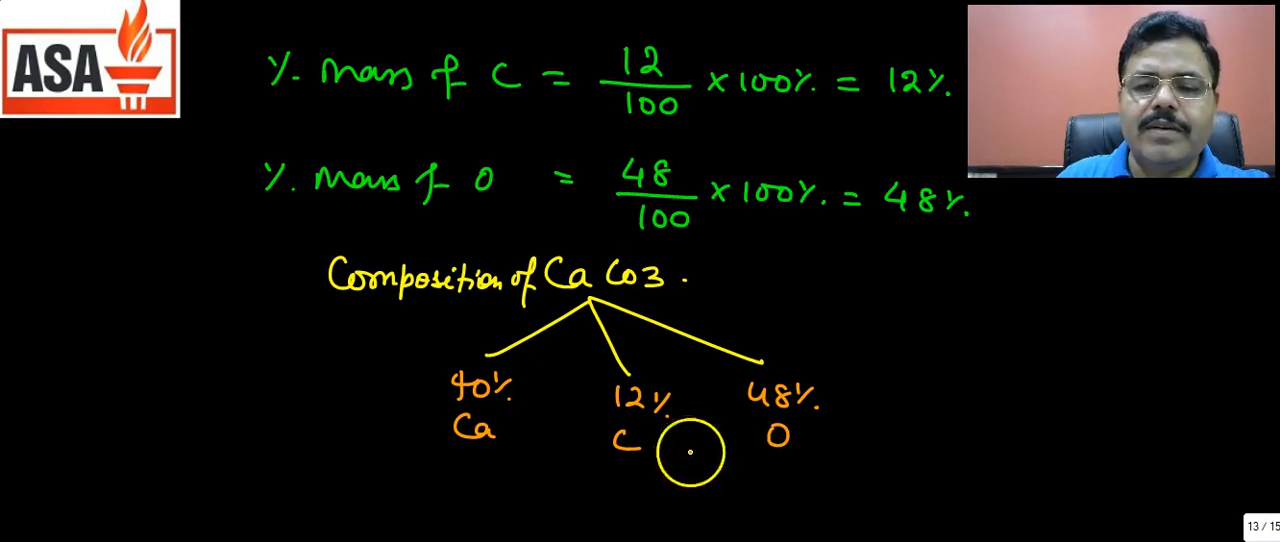 ASA
% mass of C = 12/100 × 100% = 12%
% mass of O = 48/100 × 100% = 48%
Composition of CaCO3.
40% 12% 48%
Ca C O
13 / 15